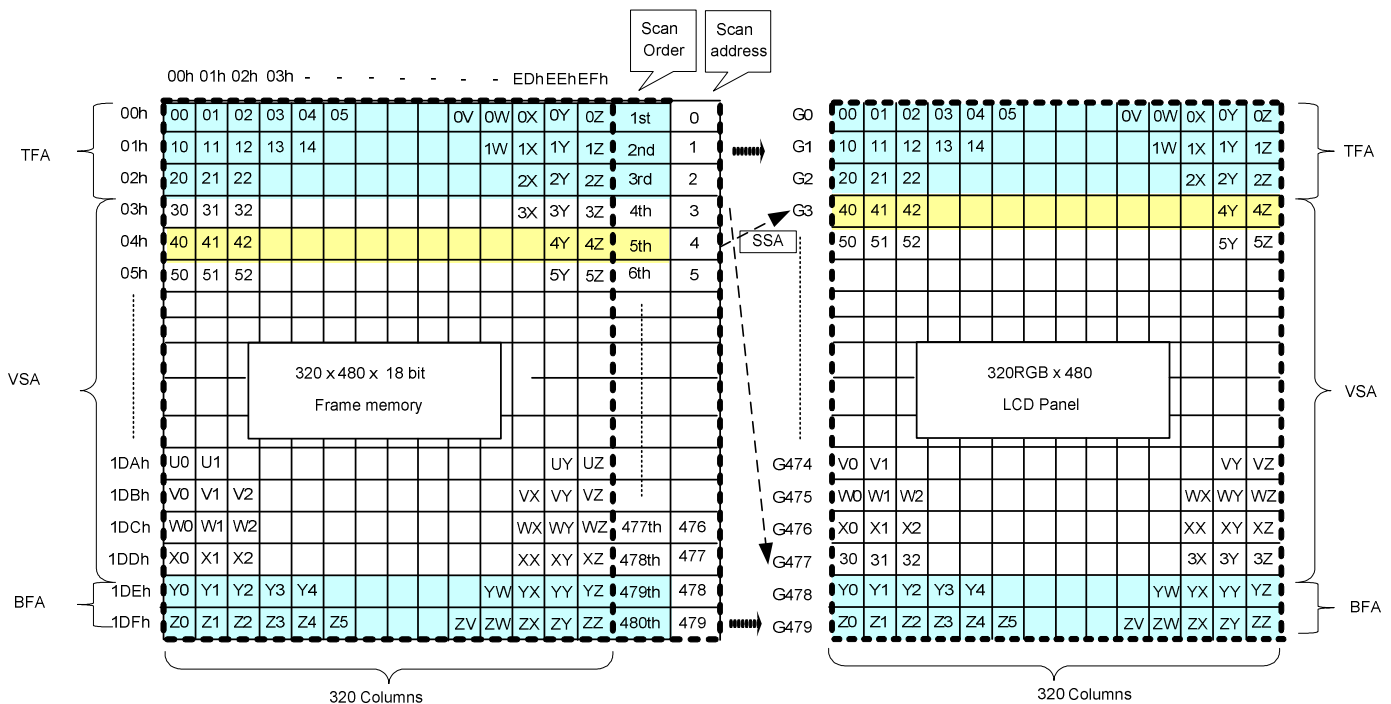 Scan Order
Scan address
00h 01h 02h 03h - - - - - - - EDh EEh EFh
TFA
00h 00 01 02 03 04 05 0V 0W 0X 0Y 0Z 1st 0
01h 10 11 12 13 14 1W 1X 1Y 1Z 2nd 1
02h 20 21 22 2X 2Y 2Z 3rd 2
VSA
03h 30 31 32 3X 3Y 3Z 4th 3
04h 40 41 42 4Y 4Z 5th 4
05h 50 51 52 5Y 5Z 6th 5
320 x 480 x 18 bit
Frame memory
1DAh U0 U1 UY UZ
1DBh V0 V1 V2 VX VY VZ
1DCh W0 W1 W2 WX WY WZ 477th 476
1DDh X0 X1 X2 XX XY XZ 478th 477
BFA
1DEh Y0 Y1 Y2 Y3 Y4 YW YX YY YZ 479th 478
1DFh Z0 Z1 Z2 Z3 Z4 Z5 ZV ZW ZX ZY ZZ 480th 479
320 Columns
SSA
G0 00 01 02 03 04 05 0V 0W 0X 0Y 0Z
G1 10 11 12 13 14 1W 1X 1Y 1Z
G2 20 21 22 2X 2Y 2Z
TFA
G3 40 41 42 4Y 4Z
50 51 52 5Y 5Z
320RGB x 480
LCD Panel
VSA
G474 V0 V1 VY VZ
G475 W0 W1 W2 WX WY WZ
G476 X0 X1 X2 XX XY XZ
G477 30 31 32 3X 3Y 3Z
G478 Y0 Y1 Y2 Y3 Y4 YW YX YY YZ
G479 Z0 Z1 Z2 Z3 Z4 Z5 ZV ZW ZX ZY ZZ
BFA
320 Columns